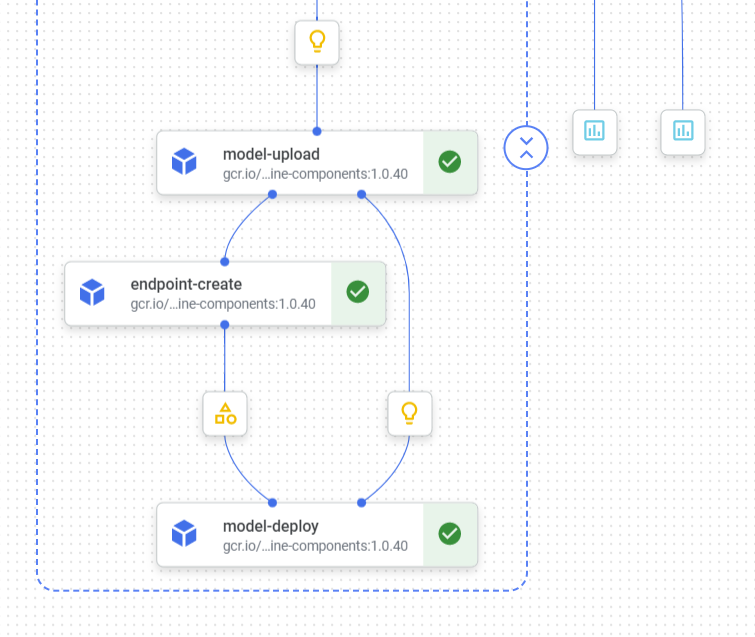 model-upload
gcr.io/...ine-components:1.0.40
endpoint-create
gcr.io/...ine-components:1.0.40
model-deploy
gcr.io/...ine-components:1.0.40